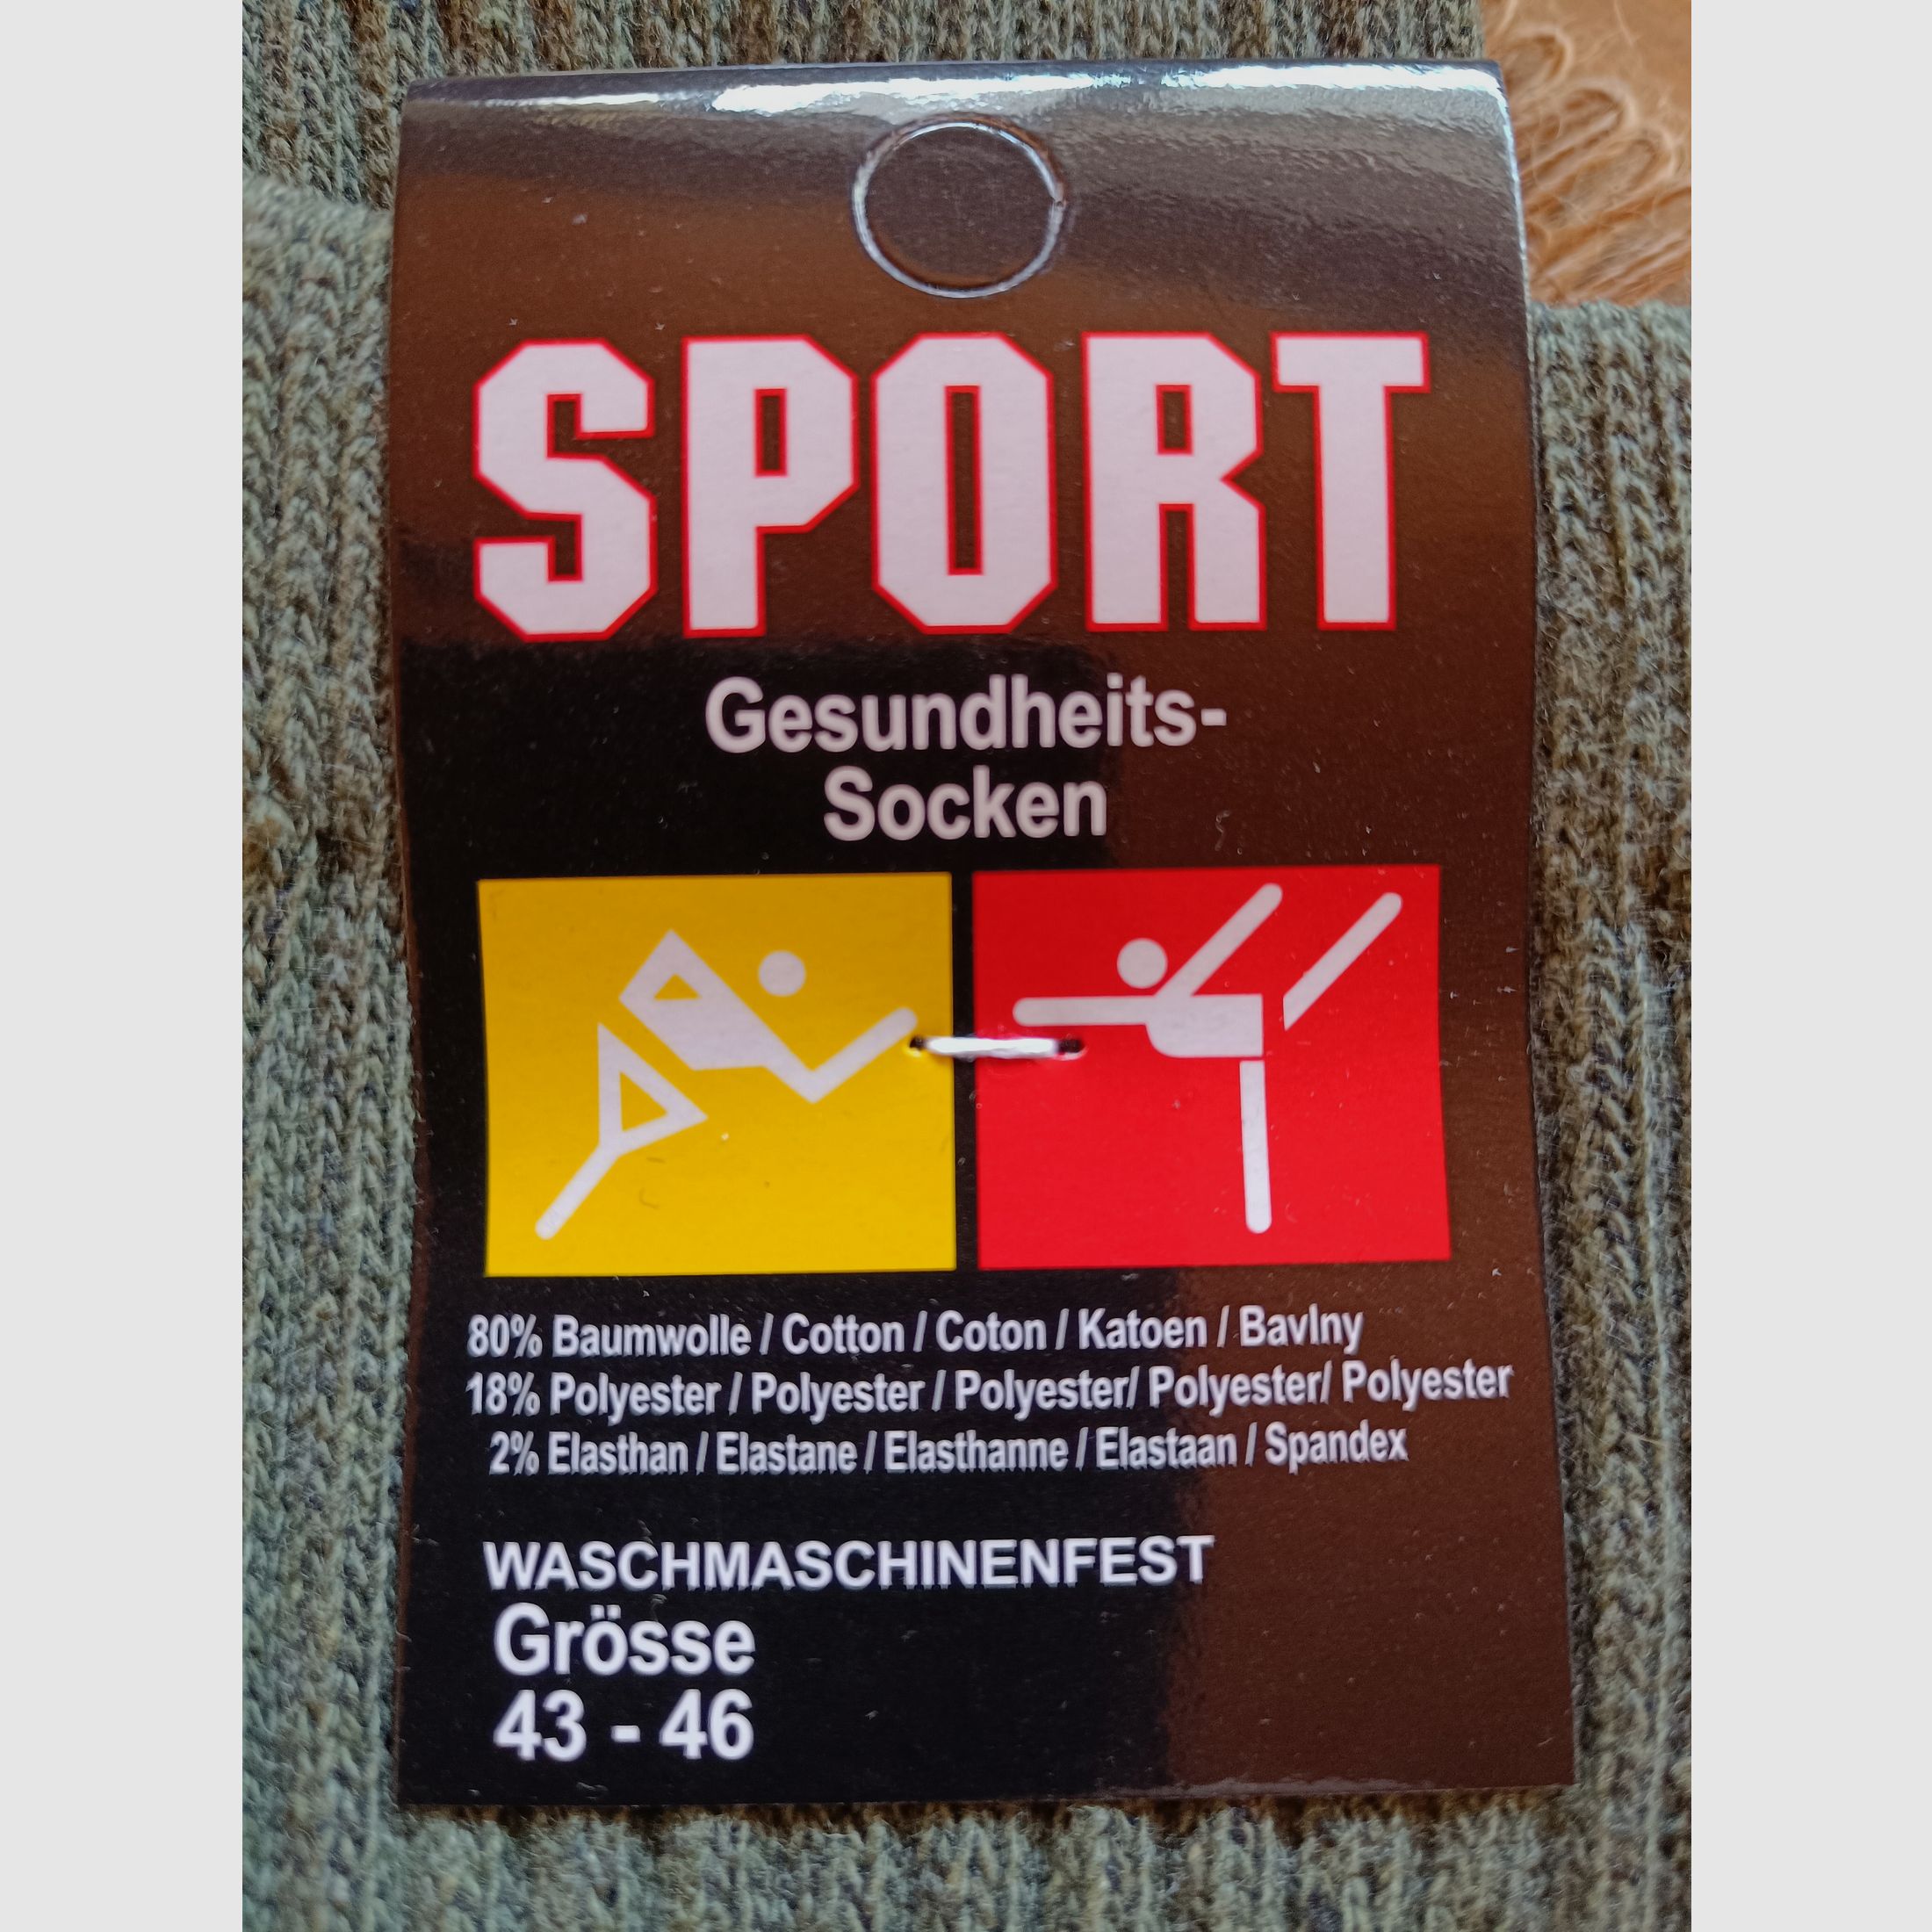 SPORT
Gesundheits-
Socken
80% Baumwolle / Cotton / Coton / Katoen / Bavlny
18% Polyester / Polyester / Polyester/ Polyester/ Polyester
2% Elasthan / Elastane / Elasthanne / Elastaan / Spandex
WASCHMASCHINENFEST
Grösse
43 - 46